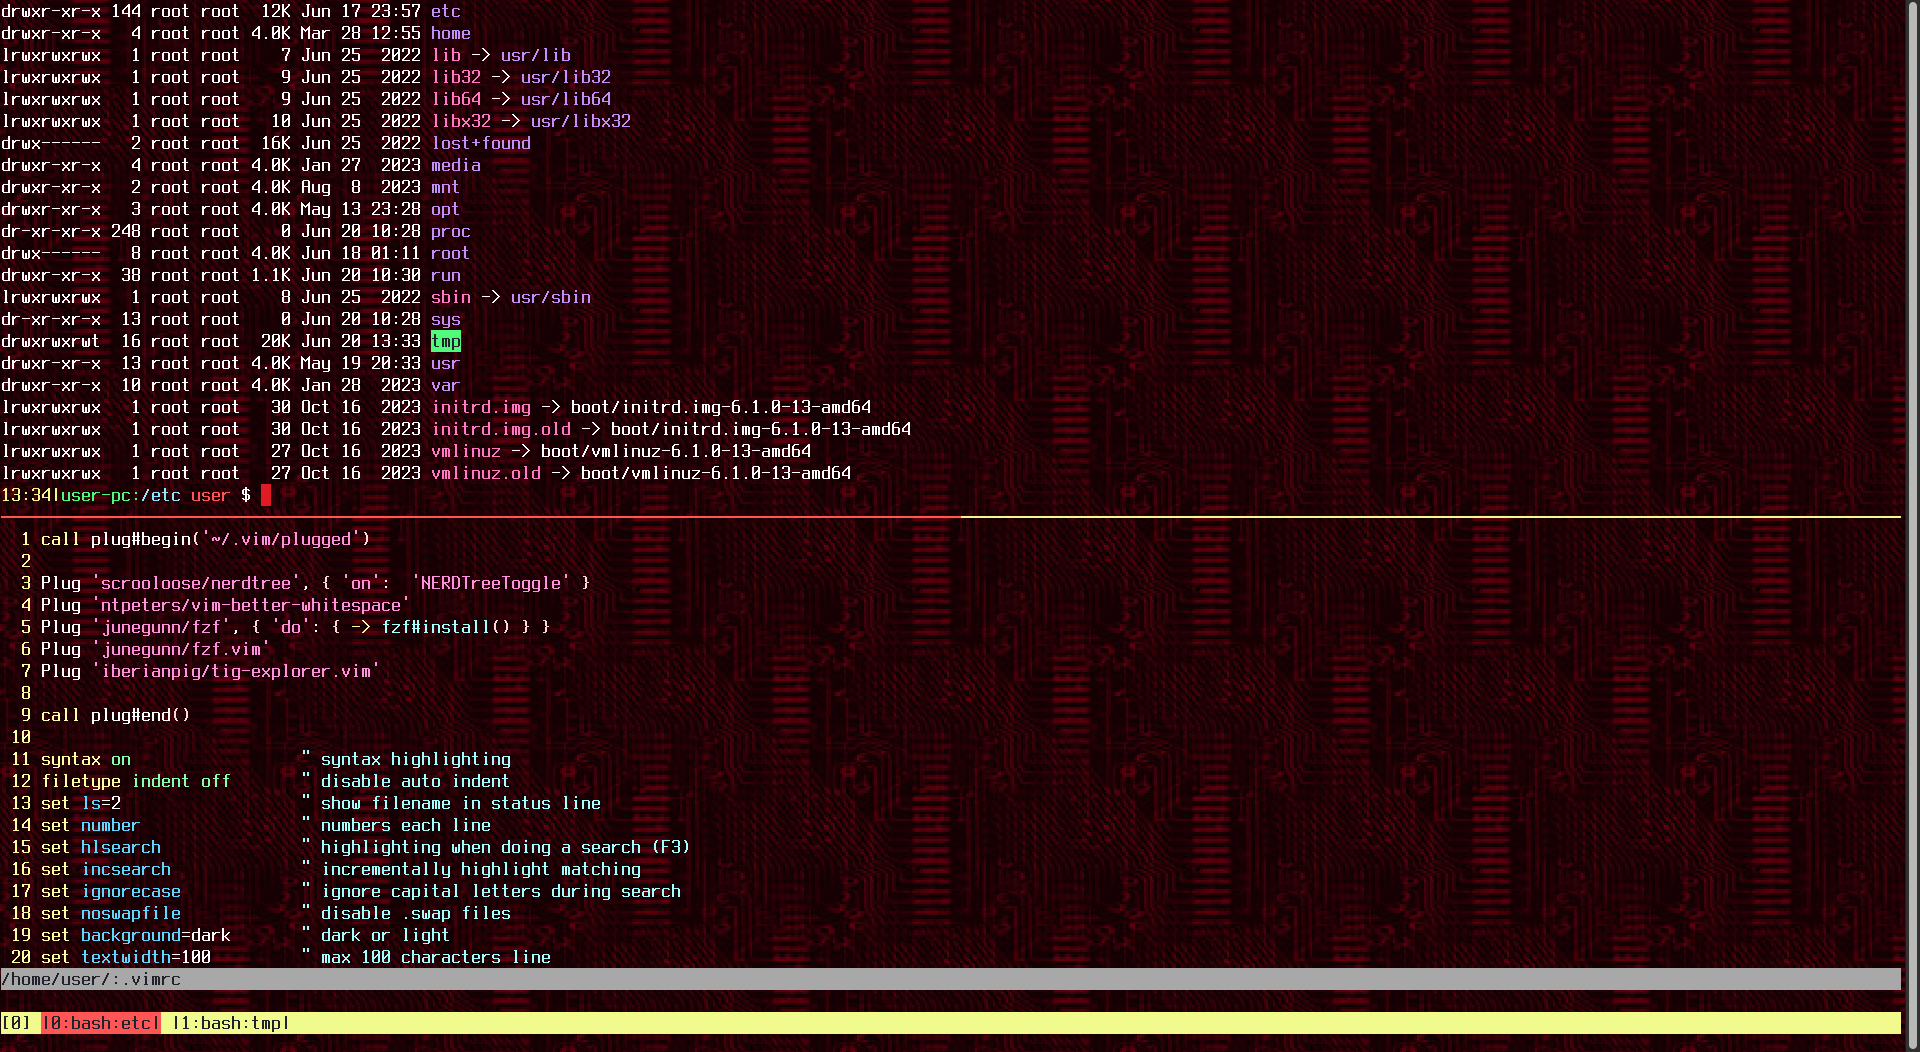 drwxr-xr-x 144 root root  12K Jun 17 23:57 etc
drwxr-xr-x   4 root root 4.0K Mar 28 12:55 home
lrwxrwxrwx   1 root root    7 Jun 25  2022 lib -> usr/lib
lrwxrwxrwx   1 root root    9 Jun 25  2022 lib32 -> usr/lib32
lrwxrwxrwx   1 root root    9 Jun 25  2022 lib64 -> usr/lib64
lrwxrwxrwx   1 root root   10 Jun 25  2022 libx32 -> usr/libx32
drwx------   2 root root  16K Jun 25  2022 lost+found
drwxr-xr-x   4 root root 4.0K Jan 27  2023 media
drwxr-xr-x   2 root root 4.0K Aug  8  2023 mnt
drwxr-xr-x   3 root root 4.0K May 13 23:28 opt
dr-xr-xr-x 248 root root    0 Jun 20 10:28 proc
drwx------   8 root root 4.0K Jun 18 01:11 root
drwxr-xr-x  38 root root 1.1K Jun 20 10:30 run
lrwxrwxrwx   1 root root    8 Jun 25  2022 sbin -> usr/sbin
dr-xr-xr-x  13 root root    0 Jun 20 10:28 sys
drwxrwxrwt  16 root root  20K Jun 20 13:33 tmp
drwxr-xr-x  13 root root 4.0K May 19 20:33 usr
drwxr-xr-x  10 root root 4.0K Jan 28  2023 var
lrwxrwxrwx   1 root root   30 Oct 16  2023 initrd.img -> boot/initrd.img-6.1.0-13-amd64
lrwxrwxrwx   1 root root   30 Oct 16  2023 initrd.img.old -> boot/initrd.img-6.1.0-13-amd64
lrwxrwxrwx   1 root root   27 Oct 16  2023 vmlinuz -> boot/vmlinuz-6.1.0-13-amd64
lrwxrwxrwx   1 root root   27 Oct 16  2023 vmlinuz.old -> boot/vmlinuz-6.1.0-13-amd64
13:34|user-pc:/etc user $
  1 call plug#begin('~/.vim/plugged')
  2
  3 Plug 'scrooloose/nerdtree', { 'on':  'NERDTreeToggle' }
  4 Plug 'ntpeters/vim-better-whitespace'
  5 Plug 'junegunn/fzf', { 'do': { -> fzf#install() } }
  6 Plug 'junegunn/fzf.vim'
  7 Plug 'iberianpig/tig-explorer.vim'
  8
  9 call plug#end()
 10
 11 syntax on                 " syntax highlighting
 12 filetype indent off       " disable auto indent
 13 set ls=2                  " show filename in status line
 14 set number                " numbers each line
 15 set hlsearch              " highlighting when doing a search (F3)
 16 set incsearch             " incrementally highlight matching
 17 set ignorecase            " ignore capital letters during search
 18 set noswapfile            " disable .swap files
 19 set background=dark       " dark or light
 20 set textwidth=100         " max 100 characters line
/home/user/:.vimrc
[0] |0:bash:etc| |1:bash:tmp|